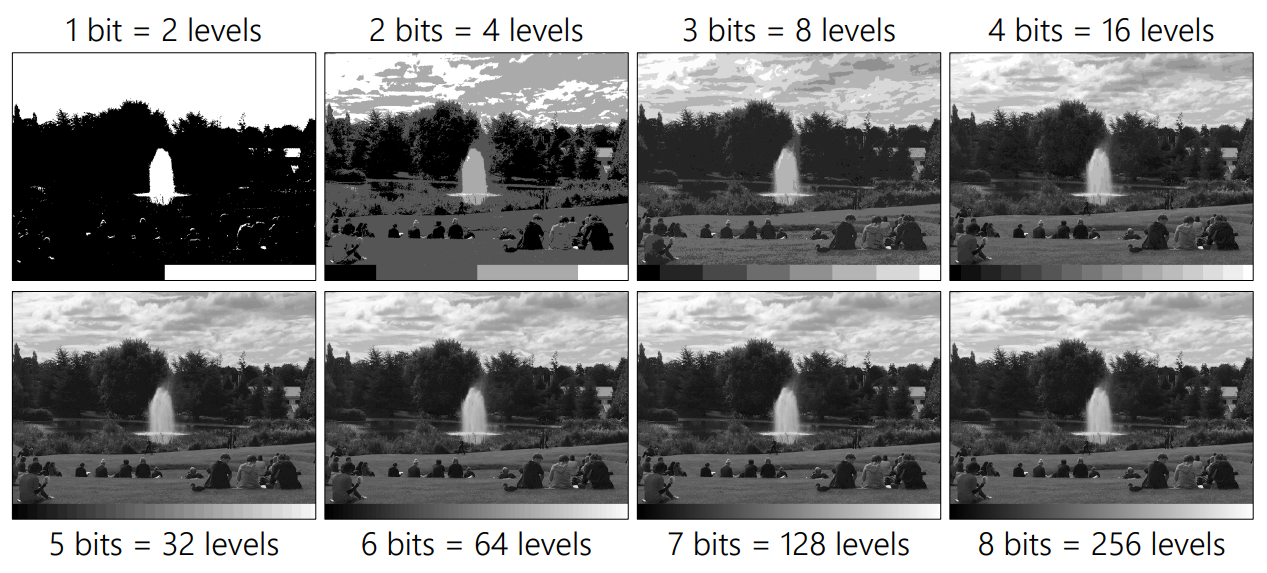 1 bit = 2 levels
2 bits = 4 levels
3 bits = 8 levels
4 bits = 16 levels
5 bits = 32 levels
6 bits = 64 levels
7 bits = 128 levels
8 bits = 256 levels